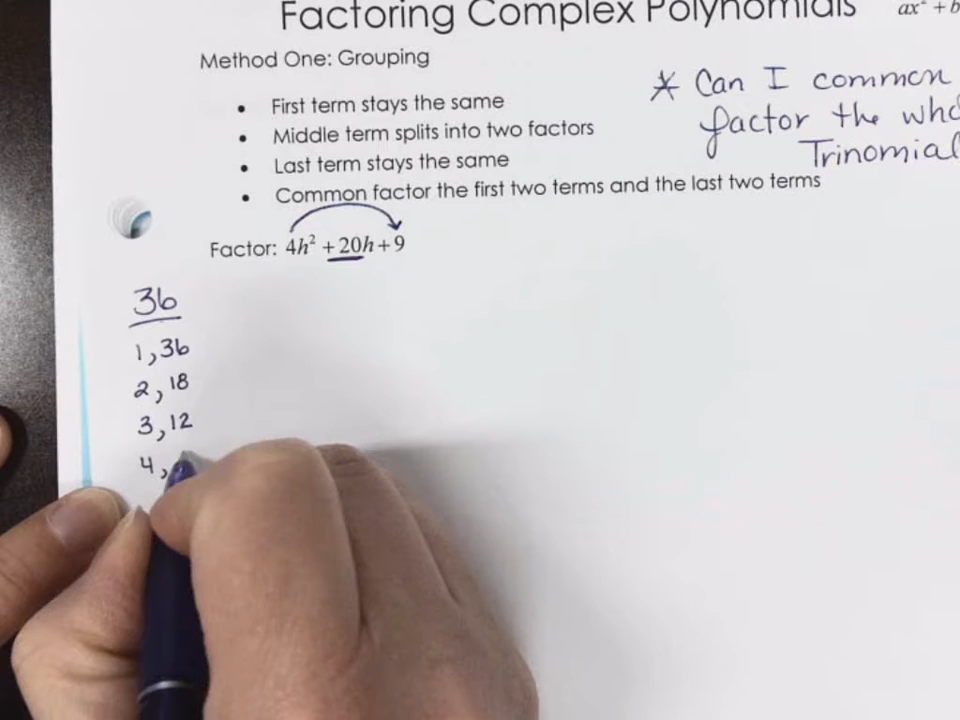 Factoring Complex Polynomials ax² + b
Method One: Grouping
* Can I common
• First term stays the same
factor the who
• Middle term splits into two factors
Trinomial
• Last term stays the same
• Common factor the first two terms and the last two terms
Factor: 4h² + 20h + 9
36
1, 36
2, 18
3, 12
4,